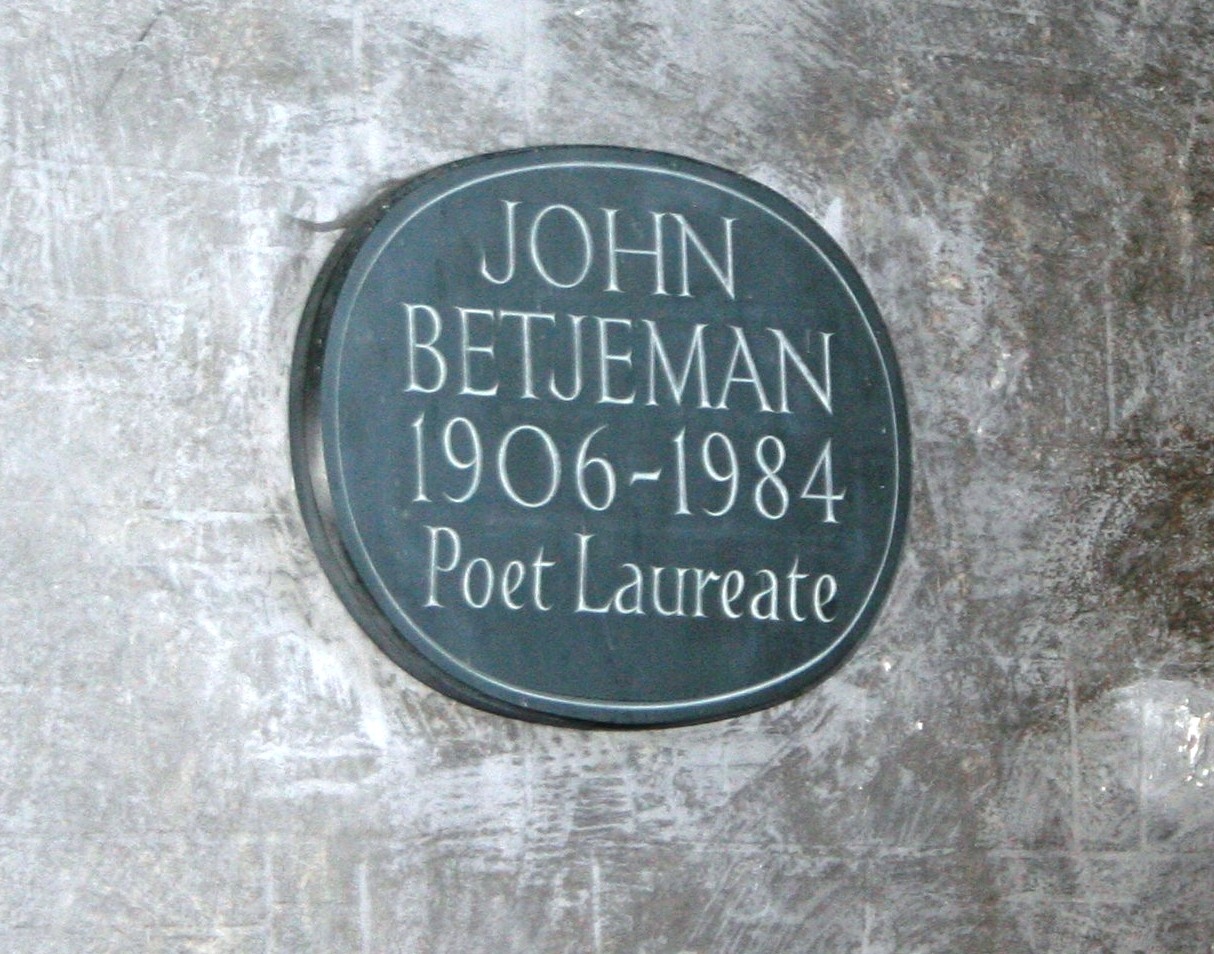 JOHN
BETJEMAN
1906-1984
Poet Laureate